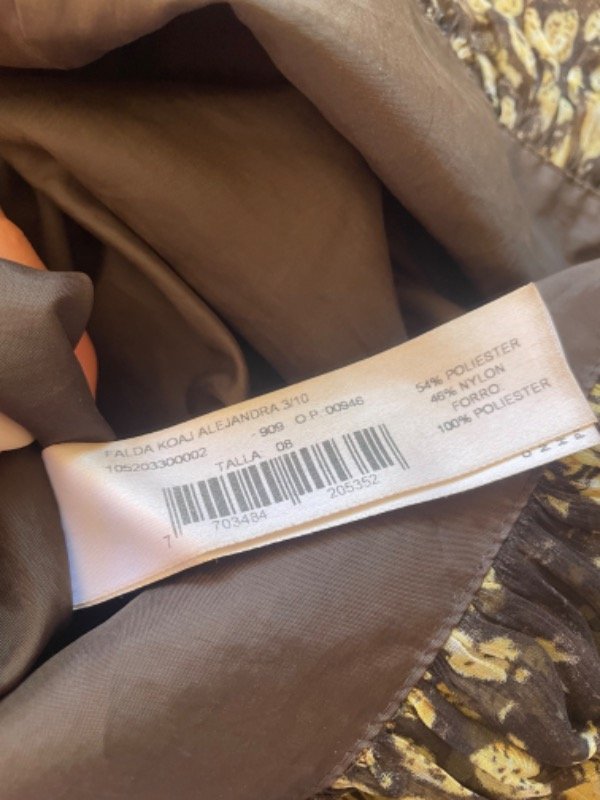 FALDA KOAJ ALEJANDRA 3/10
105203300002 - 909 O.P. 00946
TALLA 08
7 703484 205352
54% POLIESTER
46% NYLON
FORRO
100% POLIESTER